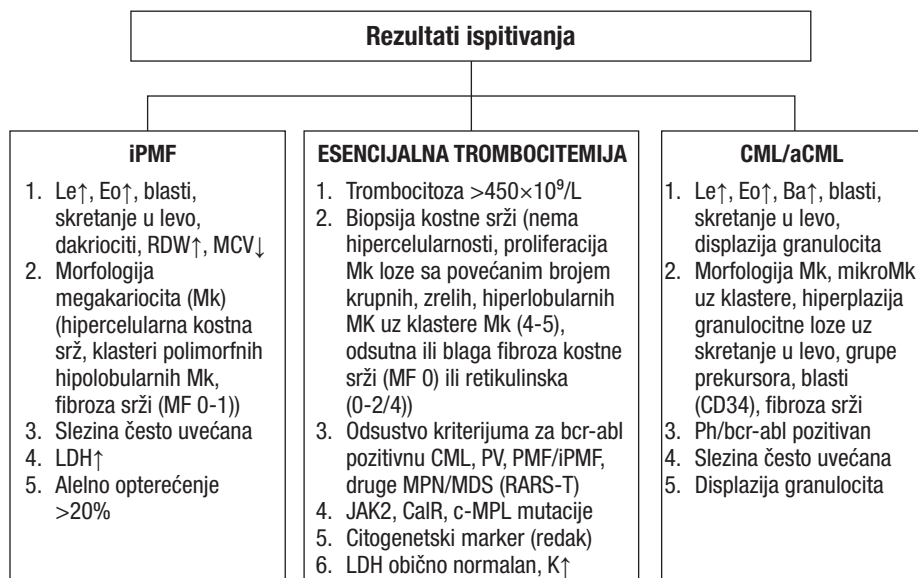 Rezultati ispitivanja
iPMF
1. Le↑, Eo↑, blasti,
skretanje u levo,
dakriociti, RDW↑, MCV↓
2. Morfologija
megakariocita (Mk)
(hipercelularna kostna
srž, klasteri polimorfnih
hipolobularnih Mk,
fibroza srži (MF 0-1))
3. Slezina često uvećana
4. LDH↑
5. Alelno opterećenje
>20%
ESENCIJALNA TROMBOCITEMIJA
1. Trombocitoza >450×10⁹/L
2. Biopsija kostne srži (nema
hipercelularnosti, proliferacija
Mk loze sa povećanim brojem
krupnih, zrelih, hiperlobularnih
MK uz klastere Mk (4-5),
odsutna ili blaga fibroza kostne
srži (MF 0) ili retikulinska
(0-2/4))
3. Odsustvo kriterijuma za bcr-abl
pozitivnu CML, PV, PMF/iPMF,
druge MPN/MDS (RARS-T)
4. JAK2, CalR, c-MPL mutacije
5. Citogenetski marker (redak)
6. LDH obično normalan, K↑
CML/aCML
1. Le↑, Eo↑, Ba↑, blasti,
skretanje u levo,
displazija granulocita
2. Morfologija Mk, mikroMk
uz klastere, hiperplazija
granulocitne loze uz
skretanje u levo, grupe
prekursora, blasti
(CD34), fibroza srži
3. Ph/bcr-abl pozitivan
4. Slezina često uvećana
5. Displazija granulocita